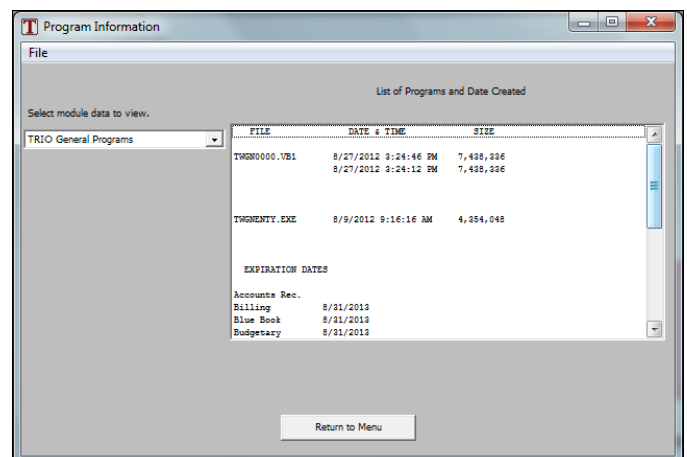 Program Information
File
List of Programs and Date Created
Select module data to view.
TRIO General Programs
FILE DATE & TIME SIZE
TWGN0000.VB1 8/27/2012 3:24:46 PM 7,438,336
8/27/2012 3:24:12 PM 7,438,336
TWGNENTY.EXE 8/9/2012 9:16:16 AM 4,354,048
EXPIRATION DATES
Accounts Rec.
Billing 8/31/2013
Blue Book 8/31/2013
Budgetary 8/31/2013
Return to Menu